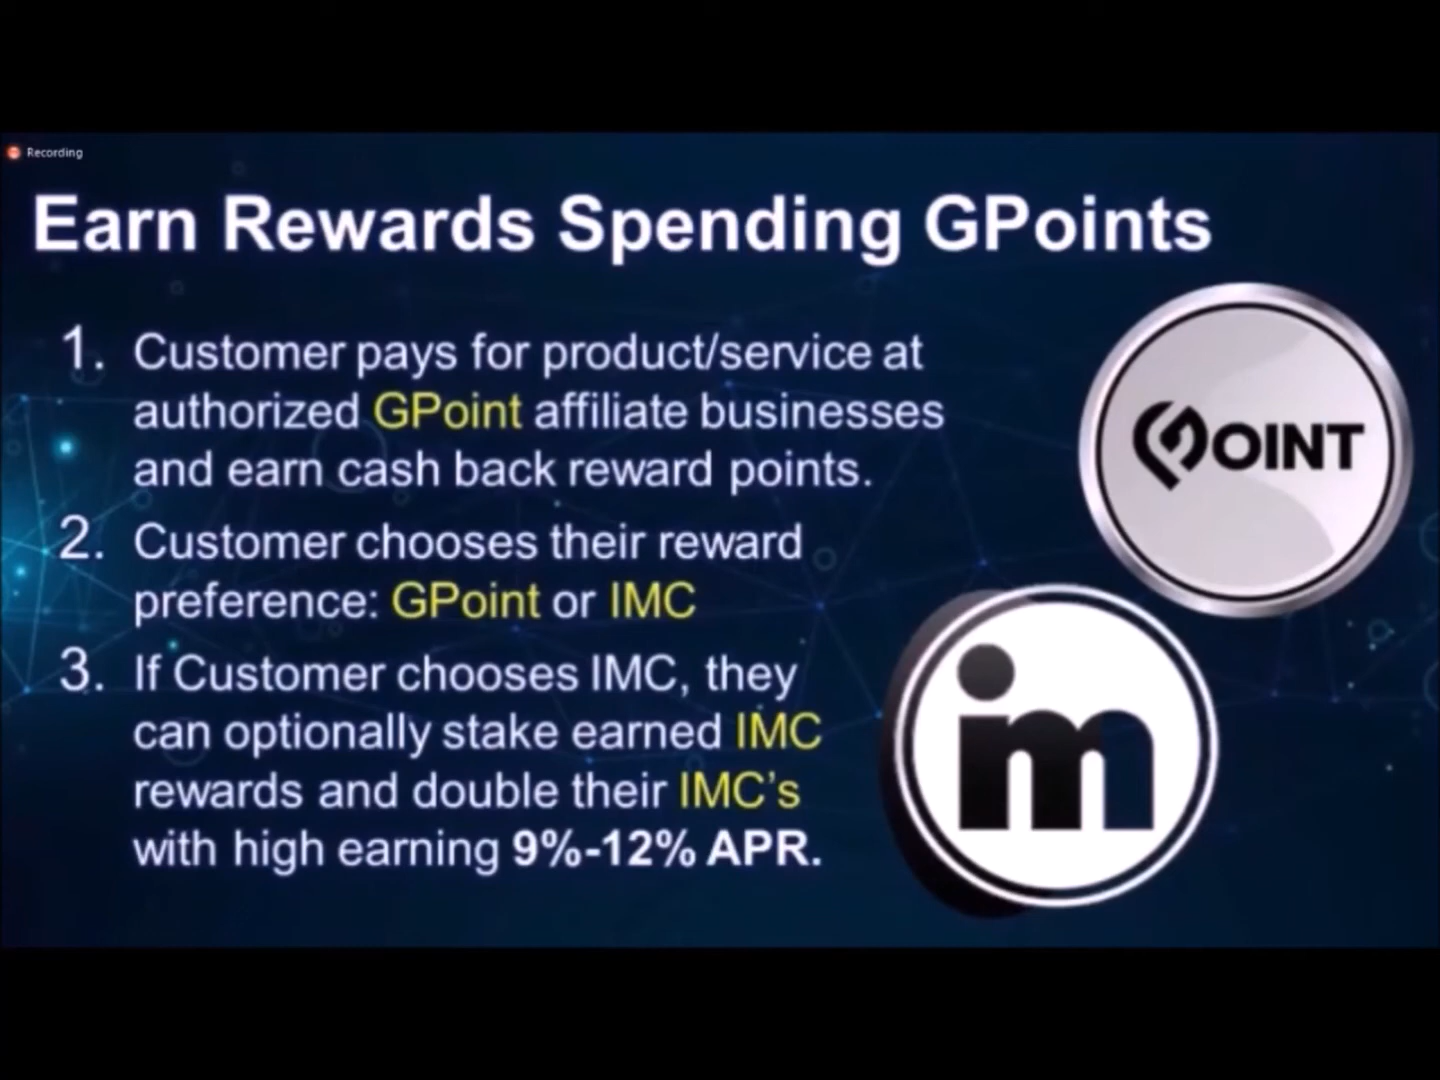 Recording
Earn Rewards Spending GPoints
1. Customer pays for product/service at
authorized GPoint affiliate businesses
and earn cash back reward points.
2. Customer chooses their reward
preference: GPoint or IMC
3. If Customer chooses IMC, they
can optionally stake earned IMC
rewards and double their IMC's
with high earning 9%-12% APR.
GPOINT
im